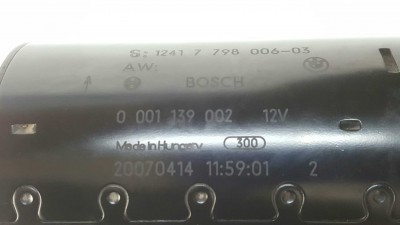 S: 1241 7 798 006-03
AW:
BOSCH
0 001 139 002 12V
Made in Hungary 300
20070414 11:59:01 2